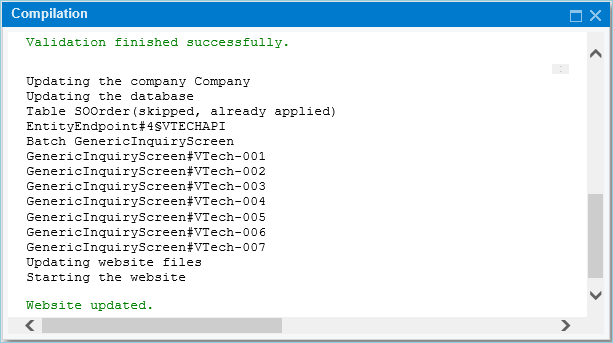 Compilation
Validation finished successfully.
Updating the company Company
Updating the database
Table SOOrder(skipped, already applied)
EntityEndpoint#4§VTECHAPI
Batch GenericInquiryScreen
GenericInquiryScreen#VTech-001
GenericInquiryScreen#VTech-002
GenericInquiryScreen#VTech-003
GenericInquiryScreen#VTech-004
GenericInquiryScreen#VTech-005
GenericInquiryScreen#VTech-006
GenericInquiryScreen#VTech-007
Updating website files
Starting the website
Website updated.